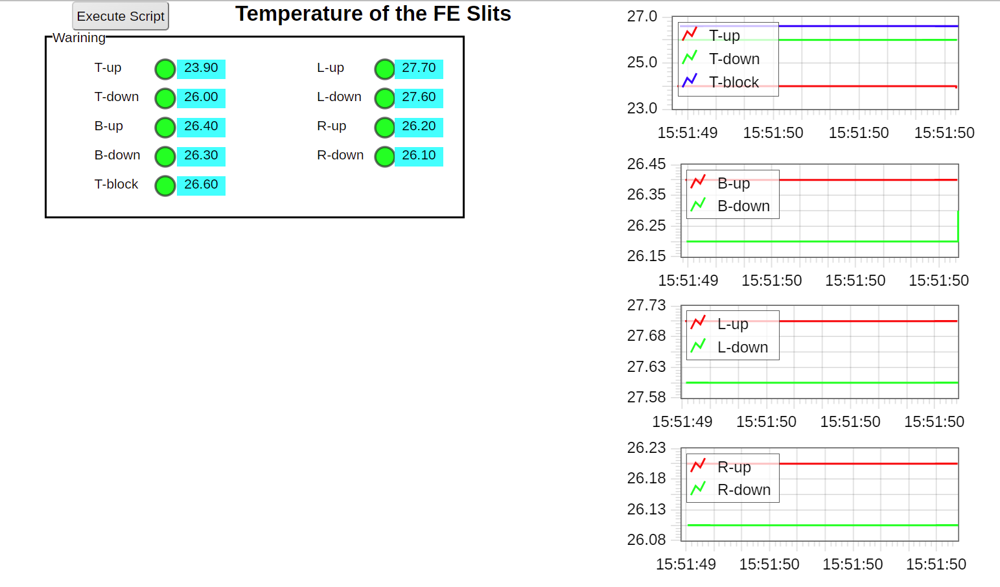 Execute Script
Temperature of the FE Slits
Warining
T-up 23.90 L-up 27.70
T-down 26.00 L-down 27.60
B-up 26.40 R-up 26.20
B-down 26.30 R-down 26.10
T-block 26.60
27.0
25.0
23.0
T-up
T-down
T-block
15:51:49 15:51:50 15:51:50 15:51:50
26.45
26.35
26.25
26.15
B-up
B-down
15:51:49 15:51:50 15:51:50 15:51:50
27.73
27.68
27.63
27.58
L-up
L-down
15:51:49 15:51:50 15:51:50 15:51:50
26.23
26.18
26.13
26.08
R-up
R-down
15:51:49 15:51:50 15:51:50 15:51:50